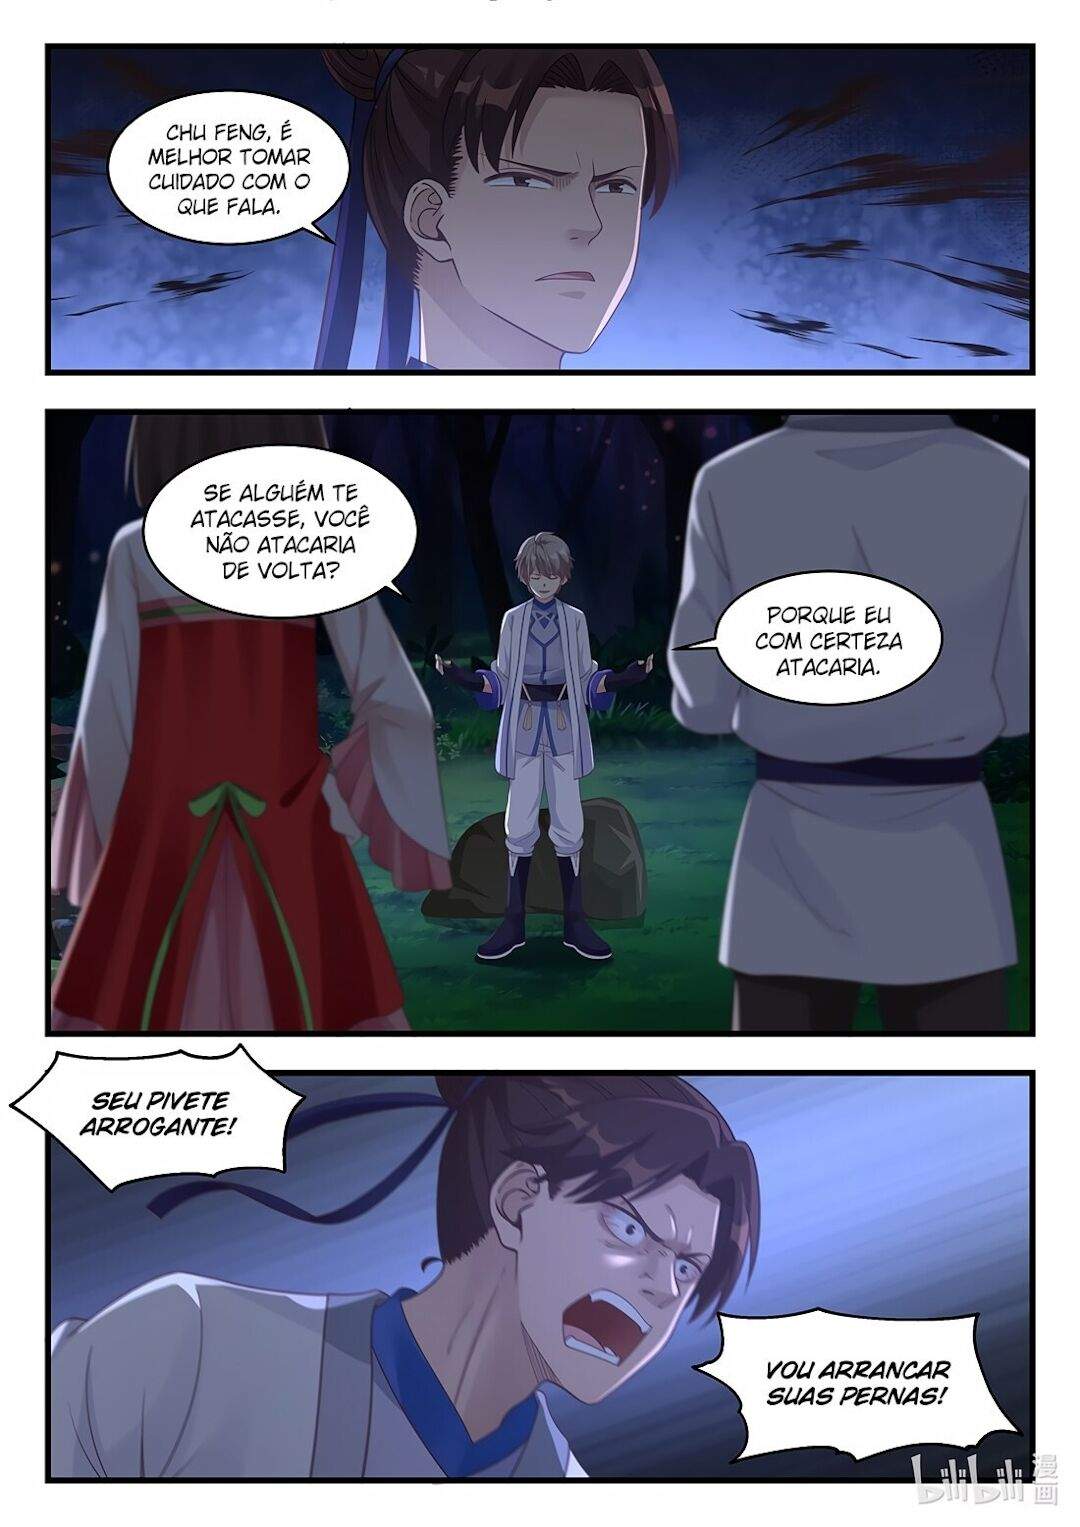 CHU FENG, É
MELHOR TOMAR
CUIDADO COM O
QUE FALA.
SE ALGUÉM TE
ATACASSE, VOCÊ
NÃO ATACARIA
DE VOLTA?
PORQUE EU
COM CERTEZA
ATACARIA.
SEU PIVETE
ARROGANTE!
VOU ARRANCAR
SUAS PERNAS!
bilibili 漫画